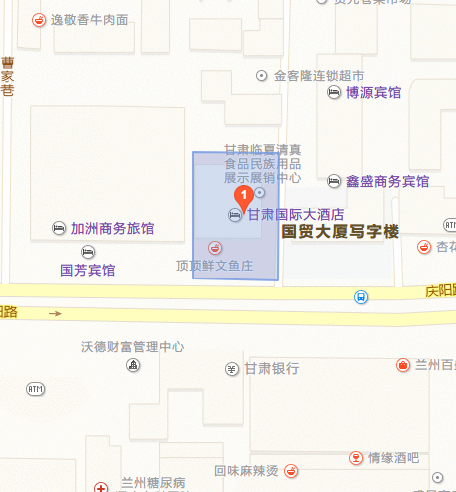 逸敬香牛肉面
曹
家
巷
金客隆连锁超市
博源宾馆
甘肃临夏清真
食品民族用品
展示展销中心
1
鑫盛商务宾馆
甘肃国际大酒店
加洲商务旅馆
国贸大厦写字楼
ATM
杏花
国芳宾馆
顶顶鲜文鱼庄
庆阳路
阳路
沃德财富管理中心
甘肃银行
兰州百盛
ATM
情缘酒吧
回味麻辣烫
兰州糖尿病